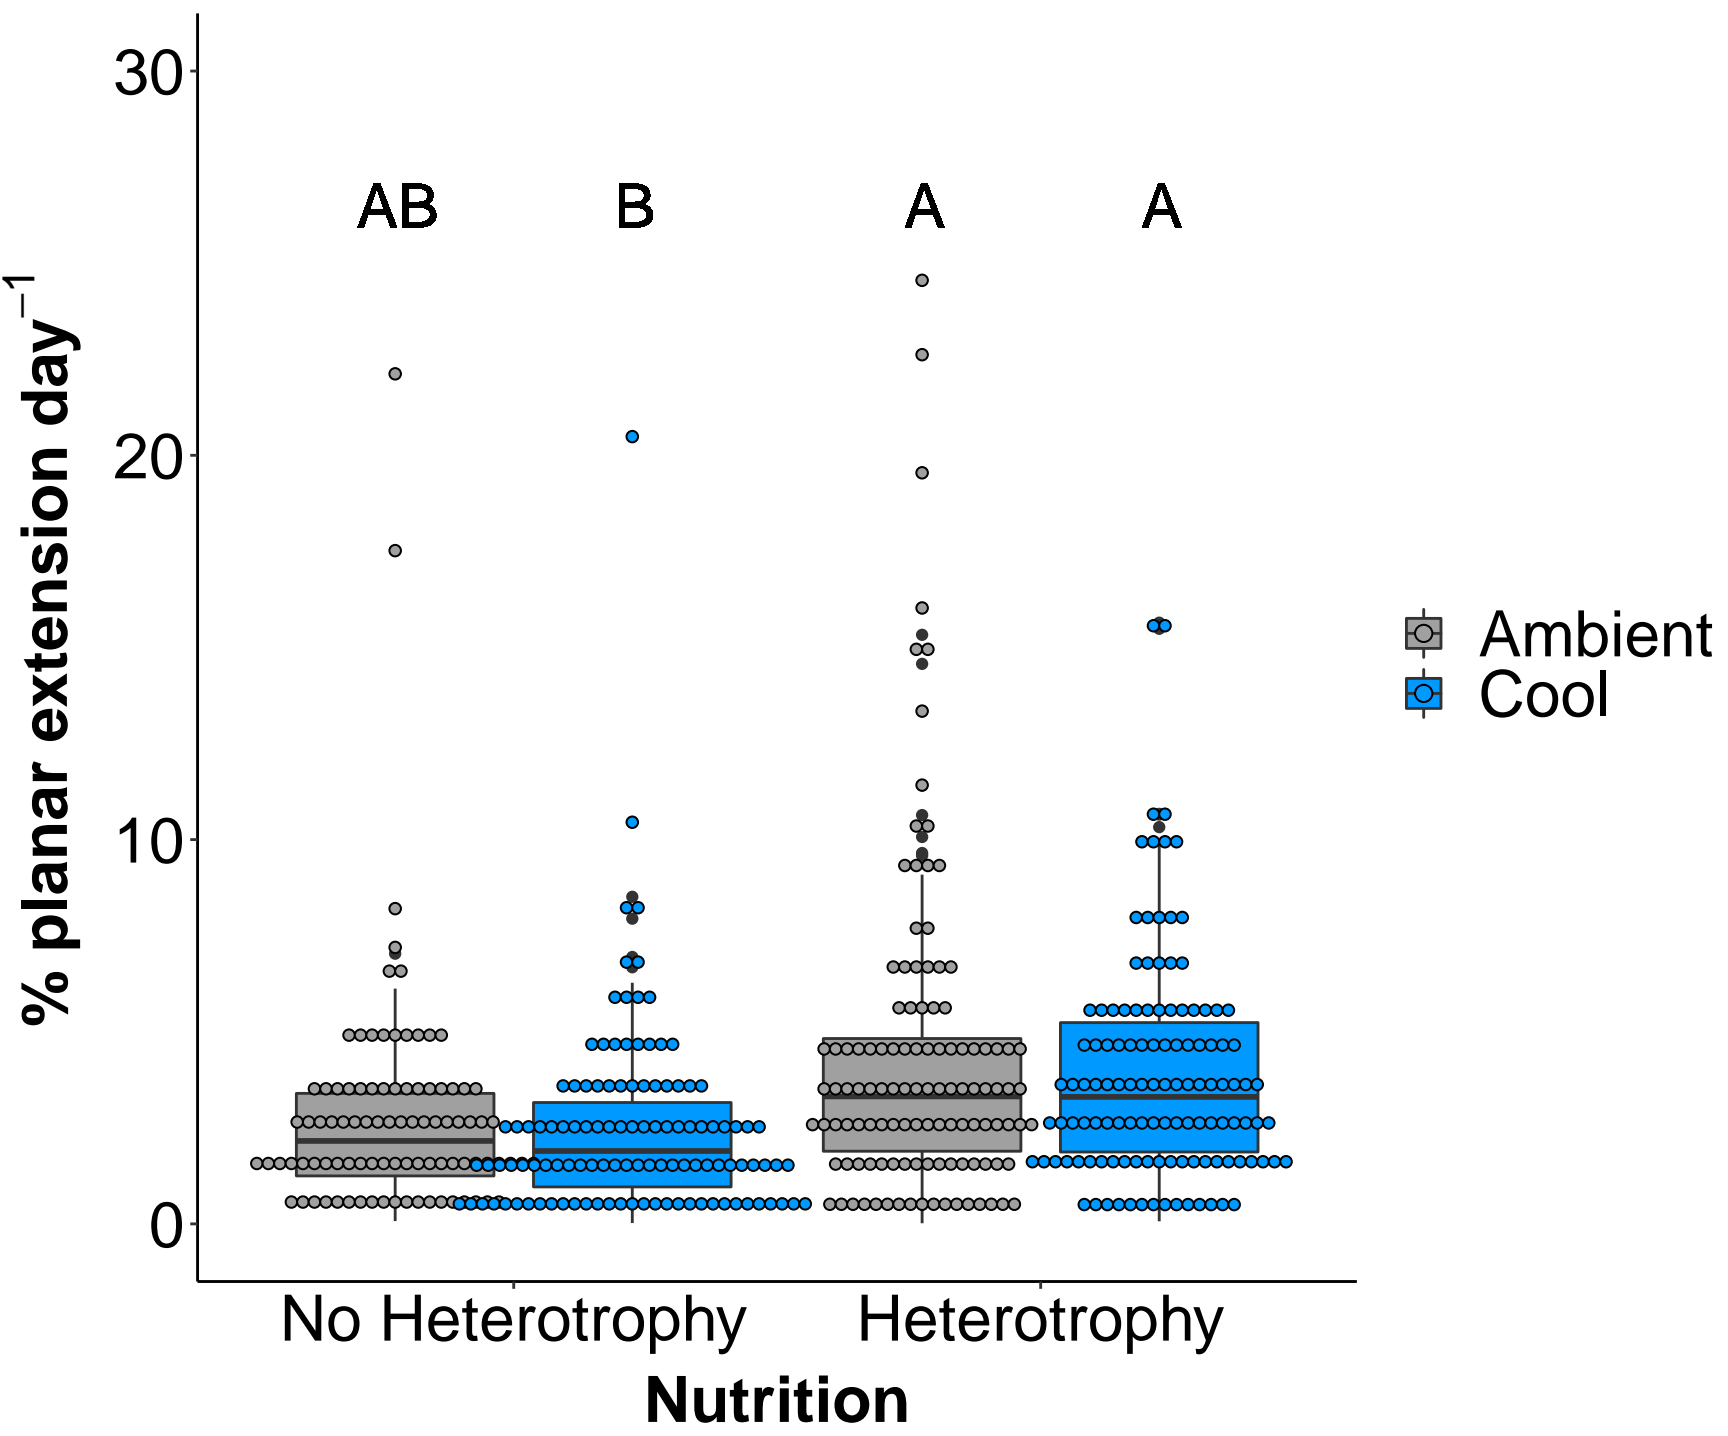 % planar extension day⁻¹
30
20
10
0
AB B A A
No Heterotrophy Heterotrophy
Nutrition
Ambient
Cool